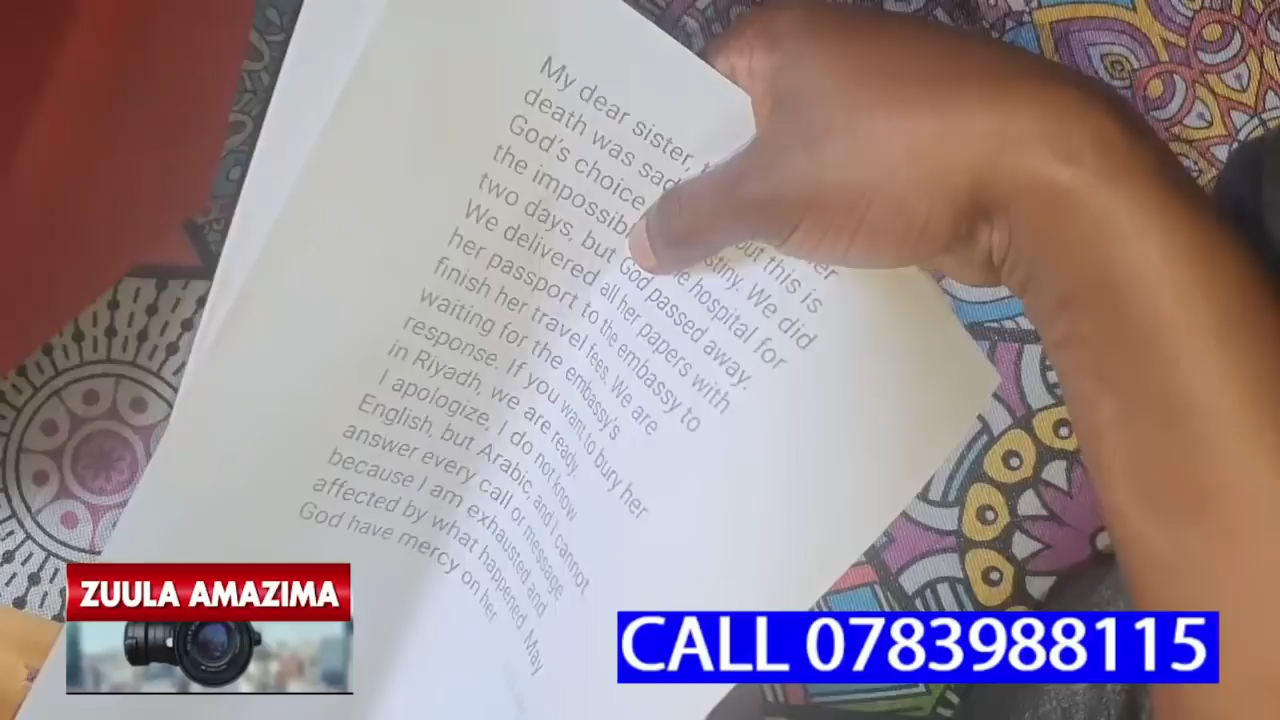 My dear sister,
death was sad but this is
God's choice We did
the impossible hospital for
two days, but God passed away.
We delivered all her papers with
her passport to the embassy to
finish her travel fees. We are
waiting for the embassy's
response. If you want to bury her
in Riyadh, we are ready.
I apologize, I do not know
English, but Arabic, and I cannot
answer every call or message
because I am exhausted and
affected by what happened. May
God have mercy on her
ZUULA AMAZIMA
CALL 0783988115